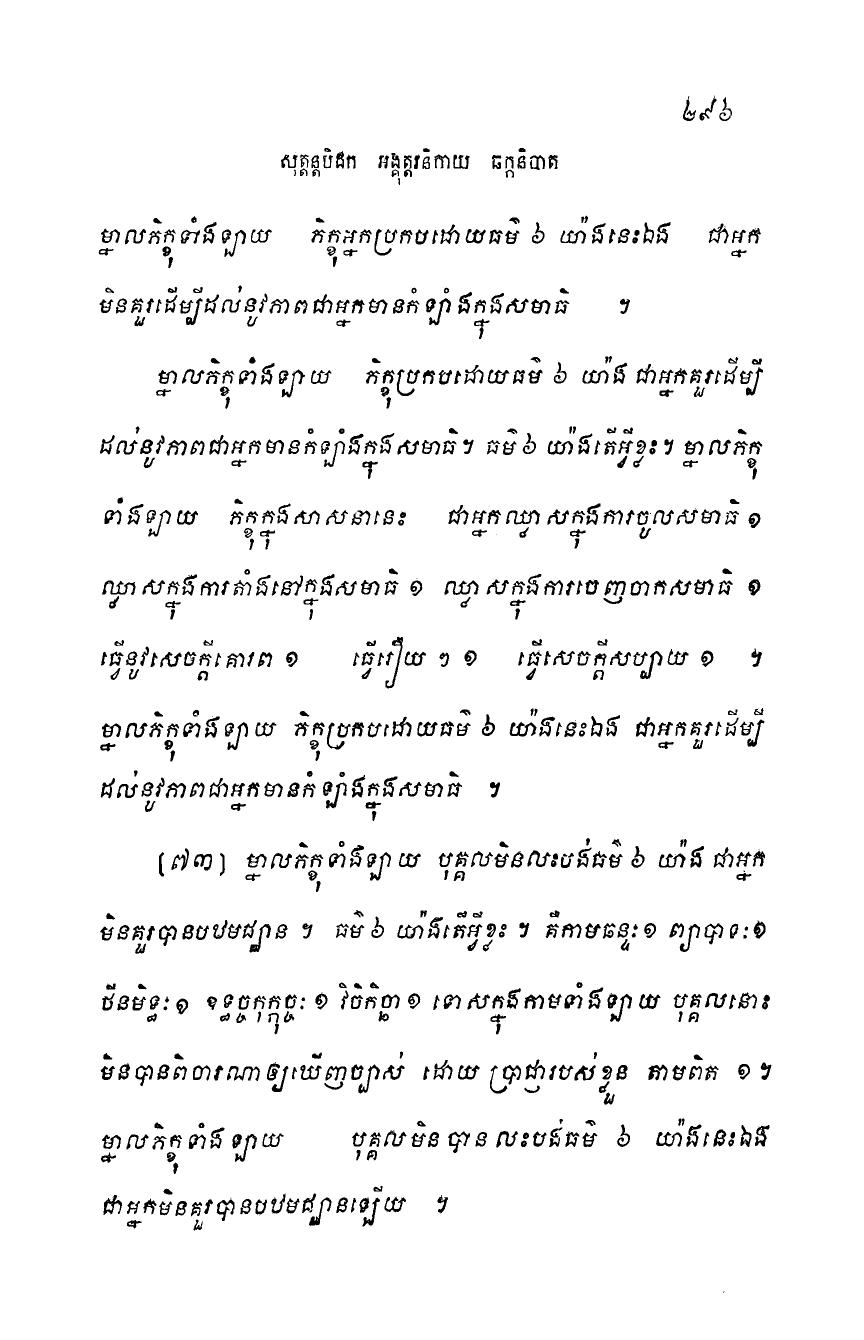 ២៩៦
សុត្តន្តបិដក អង្គុត្តរនិកាយ ឆក្កនិបាត
ម្នាលភិក្ខុទាំងឡាយ ភិក្ខុអ្នកប្រកបដោយធម៌ ៦ យ៉ាងនេះឯង ជាអ្នក
មិនគួរដើម្បីដល់នូវភាពជាអ្នកមានកំឡាំងក្នុងសមាធិ ។
ម្នាលភិក្ខុទាំងឡាយ ភិក្ខុប្រកបដោយធម៌ ៦ យ៉ាង ជាអ្នកគួរដើម្បី
ដល់នូវភាពជាអ្នកមានកំឡាំងក្នុងសមាធិ។ ធម៌ ៦ យ៉ាងតើអ្វីខ្លះ។ ម្នាលភិក្ខុ
ទាំងឡាយ ភិក្ខុក្នុងសាសនានេះ ជាអ្នកឈ្លាសក្នុងការចូលសមាធិ ១
ឈ្លាសក្នុងការតាំងនៅក្នុងសមាធិ ១ ឈ្លាសក្នុងការចេញចាកសមាធិ ១
ធ្វើនូវសេចក្តីគោរព ១ ធ្វើរឿយ ៗ ១ ធ្វើសេចក្តីសប្បាយ ១ ។
ម្នាលភិក្ខុទាំងឡាយ ភិក្ខុប្រកបដោយធម៌ ៦ យ៉ាងនេះឯង ជាអ្នកគួរដើម្បី
ដល់នូវភាពជាអ្នកមានកំឡាំងក្នុងសមាធិ ។
[៧៣] ម្នាលភិក្ខុទាំងឡាយ បុគ្គលមិនលះបង់ធម៌ ៦ យ៉ាង ជាអ្នក
មិនគួរបានបឋមជ្ឈាន ។ ធម៌ ៦ យ៉ាងតើអ្វីខ្លះ ។ គឺកាមឆន្ទៈ ១ ព្យាបាទៈ ១
ថីនមិទ្ធៈ ១ ឧទ្ធច្ចកុក្កុច្ចៈ ១ វិចិកិច្ឆា ១ ទោសក្នុងកាមទាំងឡាយ បុគ្គលនោះ
មិនបានពិចារណាឲ្យឃើញច្បាស់ ដោយ ប្រាជ្ញារបស់ខ្លួន តាមពិត ១ ។
ម្នាលភិក្ខុទាំងឡាយ បុគ្គលមិនបានលះបង់ធម៌ ៦ យ៉ាងនេះឯង
ជាអ្នកមិនគួរបានបឋមជ្ឈានឡើយ ។